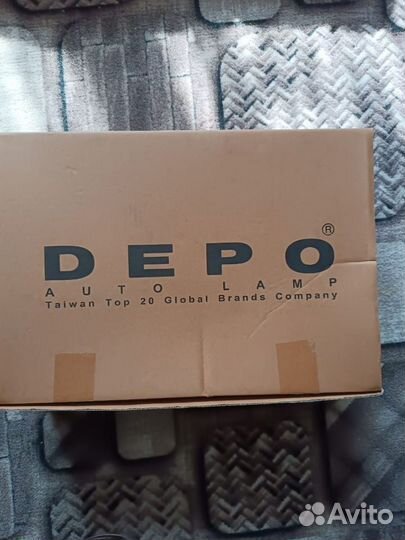 DEPO®
AUTO LAMP
Taiwan Top 20 Global Brands Company
Avito